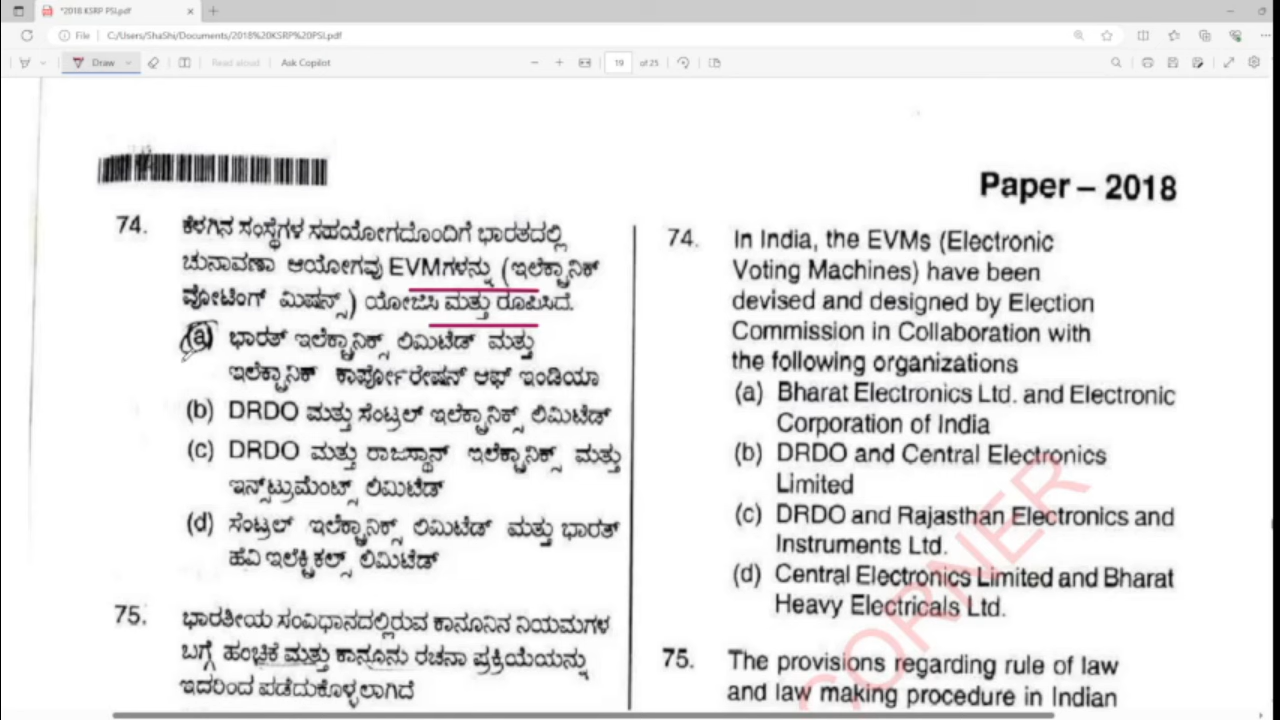 *2018 KSRP PSI.pdf
File C:/Users/ShaShi/Documents/2018%20KSRP%20PSI.pdf
Draw Read aloud Ask Copilot 19 of 25
Paper – 2018
74. ಕೆಳಗಿನ ಸಂಸ್ಥೆಗಳ ಸಹಯೋಗದೊಂದಿಗೆ ಭಾರತದಲ್ಲಿ
ಚುನಾವಣಾ ಆಯೋಗವು EVMಗಳನ್ನು (ಇಲೆಕ್ಟ್ರಾನಿಕ್
ವೋಟಿಂಗ್ ಮಿಷನ್ಸ್) ಯೋಜಿಸಿ ಮತ್ತು ರೂಪಿಸಿದೆ.
(a) ಭಾರತ್ ಇಲೆಕ್ಟ್ರಾನಿಕ್ಸ್ ಲಿಮಿಟೆಡ್ ಮತ್ತು
ಇಲೆಕ್ಟ್ರಾನಿಕ್ ಕಾರ್ಪೋರೇಷನ್ ಆಫ್ ಇಂಡಿಯಾ
(b) DRDO ಮತ್ತು ಸೆಂಟ್ರಲ್ ಇಲೆಕ್ಟ್ರಾನಿಕ್ಸ್ ಲಿಮಿಟೆಡ್
(c) DRDO ಮತ್ತು ರಾಜಸ್ಥಾನ್ ಇಲೆಕ್ಟ್ರಾನಿಕ್ಸ್ ಮತ್ತು
ಇನ್ಸ್‌ಟ್ರುಮೆಂಟ್ಸ್ ಲಿಮಿಟೆಡ್
(d) ಸೆಂಟ್ರಲ್ ಇಲೆಕ್ಟ್ರಾನಿಕ್ಸ್ ಲಿಮಿಟೆಡ್ ಮತ್ತು ಭಾರತ್
ಹೆವಿ ಇಲೆಕ್ಟ್ರಿಕಲ್ಸ್ ಲಿಮಿಟೆಡ್
75. ಭಾರತೀಯ ಸಂವಿಧಾನದಲ್ಲಿರುವ ಕಾನೂನಿನ ನಿಯಮಗಳ
ಬಗ್ಗೆ ಹಂಚಿಕೆ ಮತ್ತು ಕಾನೂನು ರಚನಾ ಪ್ರಕ್ರಿಯೆಯನ್ನು
ಇದರಿಂದ ಪಡೆದುಕೊಳ್ಳಲಾಗಿದೆ
74. In India, the EVMs (Electronic
Voting Machines) have been
devised and designed by Election
Commission in Collaboration with
the following organizations
(a) Bharat Electronics Ltd. and Electronic
Corporation of India
(b) DRDO and Central Electronics
Limited
(c) DRDO and Rajasthan Electronics and
Instruments Ltd.
(d) Central Electronics Limited and Bharat
Heavy Electricals Ltd.
75. The provisions regarding rule of law
and law making procedure in Indian
CORNER